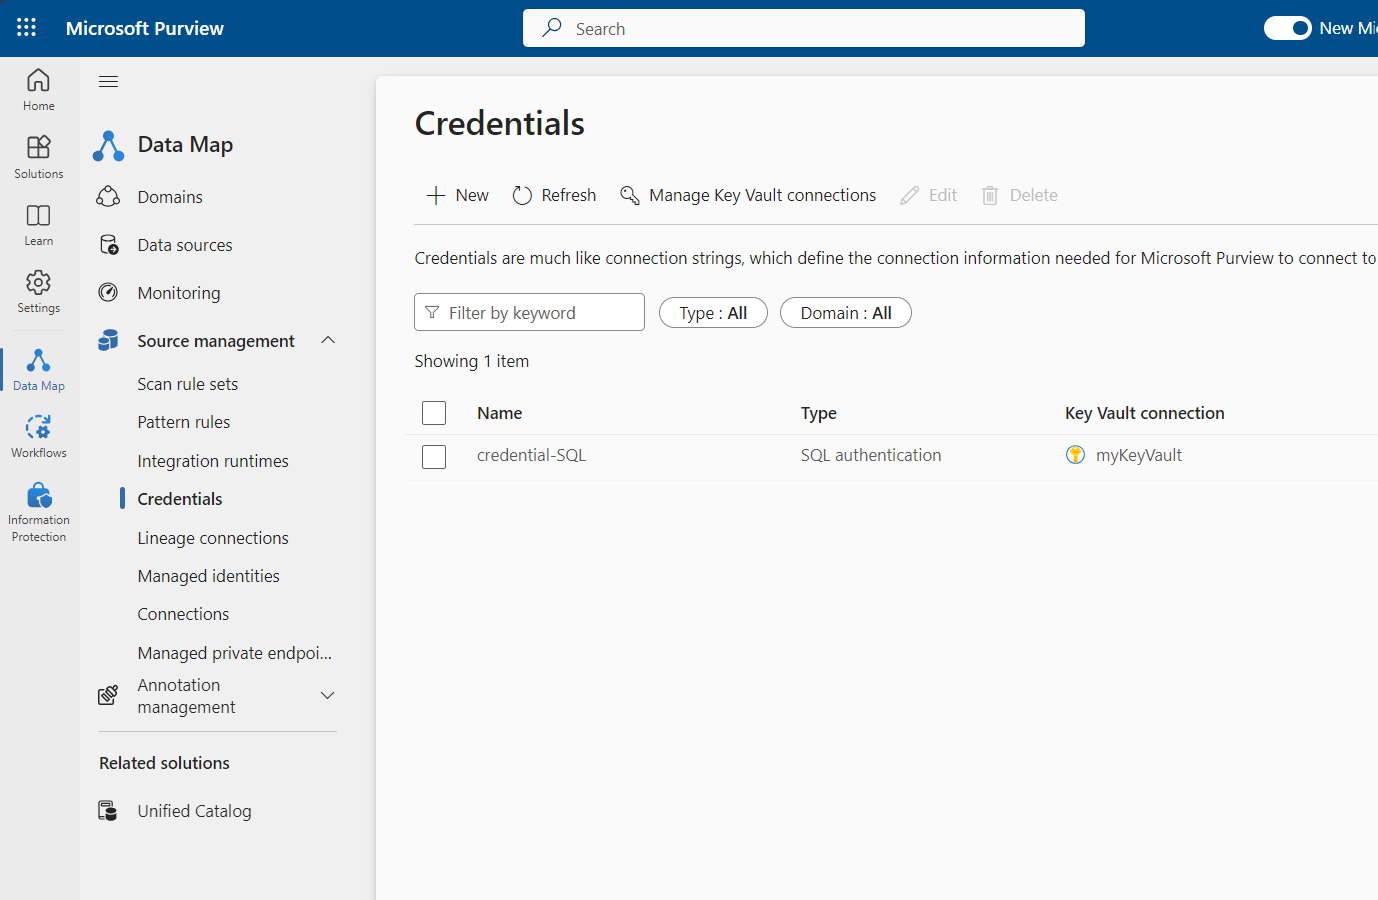 Microsoft Purview
Search
New Mic
Home
Solutions
Learn
Settings
Data Map
Workflows
Information
Protection
Data Map
Domains
Data sources
Monitoring
Source management
Scan rule sets
Pattern rules
Integration runtimes
Credentials
Lineage connections
Managed identities
Connections
Managed private endpoi...
Annotation
management
Related solutions
Unified Catalog
Credentials
New Refresh Manage Key Vault connections Edit Delete
Credentials are much like connection strings, which define the connection information needed for Microsoft Purview to connect to
Filter by keyword Type : All Domain : All
Showing 1 item
Name Type Key Vault connection
credential-SQL SQL authentication myKeyVault